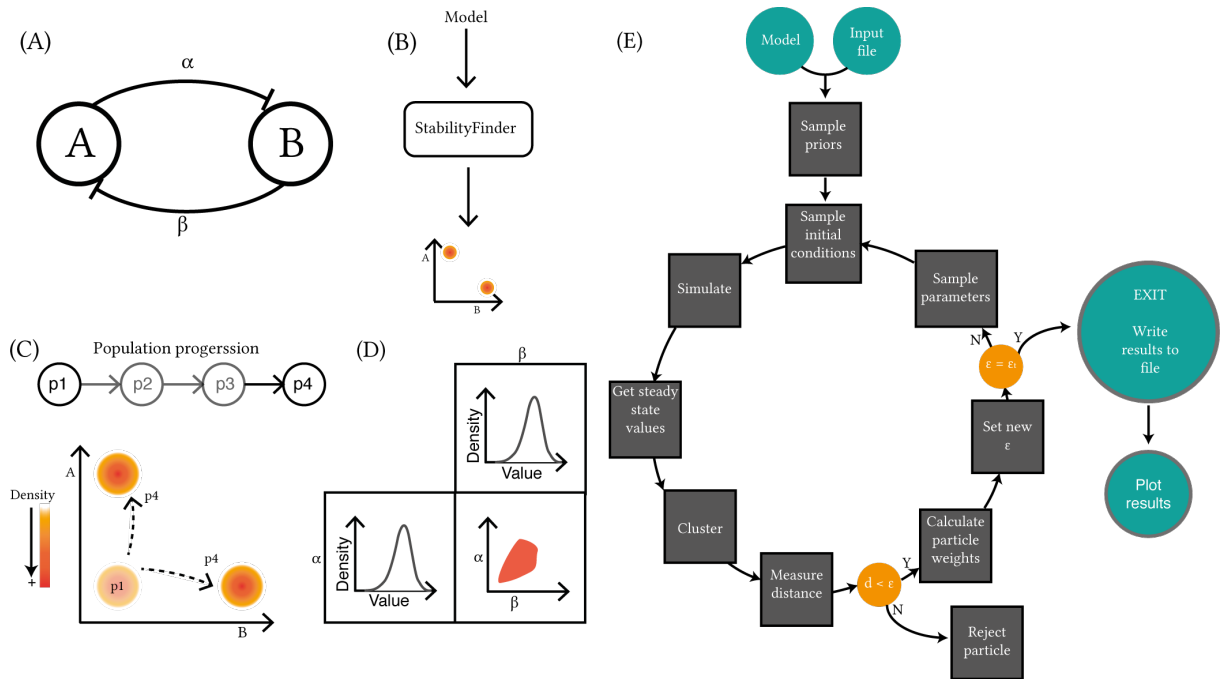 (A)
α
A
B
β
(B)
Model
StabilityFinder
A
B
(C)
Population progerssion
p1
p2
p3
p4
A
Density
+
p4
p4
p1
B
(D)
β
Density
Value
α
Density
Value
α
β
(E)
Model
Input
file
Sample
priors
Sample
initial
conditions
Simulate
Get steady
state
values
Cluster
Measure
distance
d < ε
Y
N
Reject
particle
Calculate
particle
weights
Set new
ε
ε = εₜ
N
Y
Sample
parameters
EXIT
Write
results to
file
Plot
results